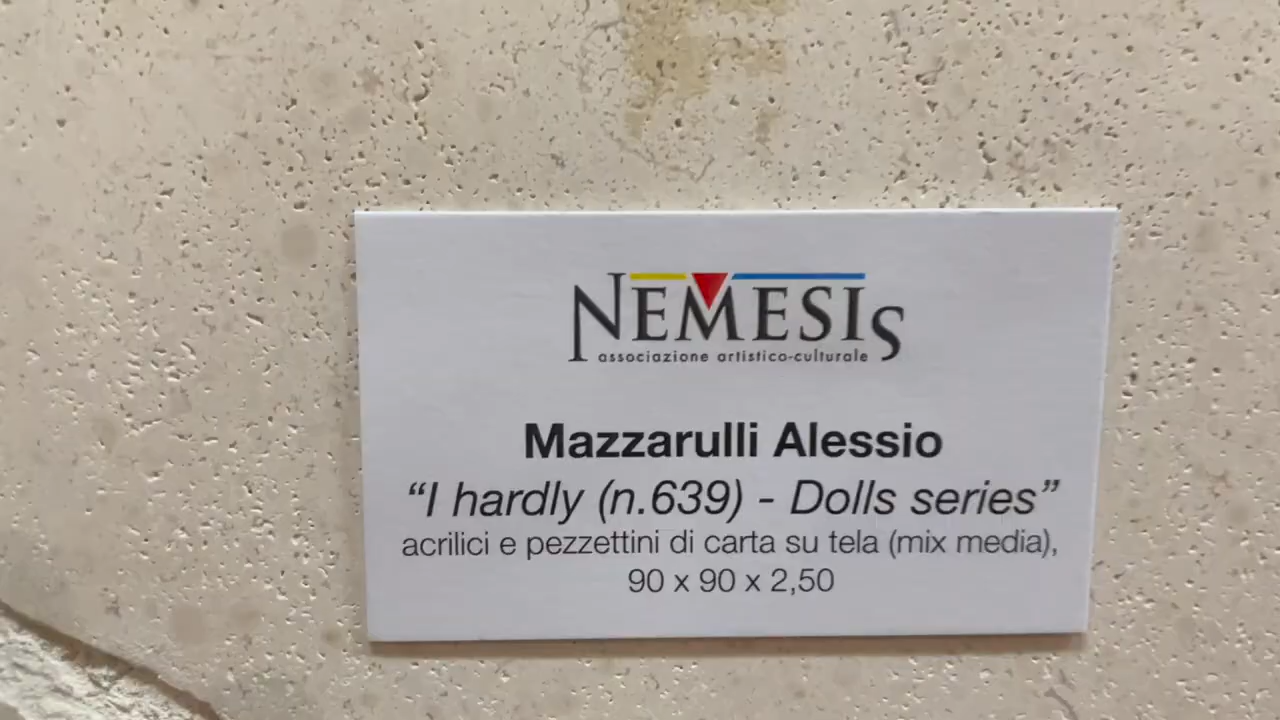 NEMESIS
associazione artistico-culturale
Mazzarulli Alessio
“I hardly (n.639) - Dolls series”
acrilici e pezzettini di carta su tela (mix media),
90 x 90 x 2,50